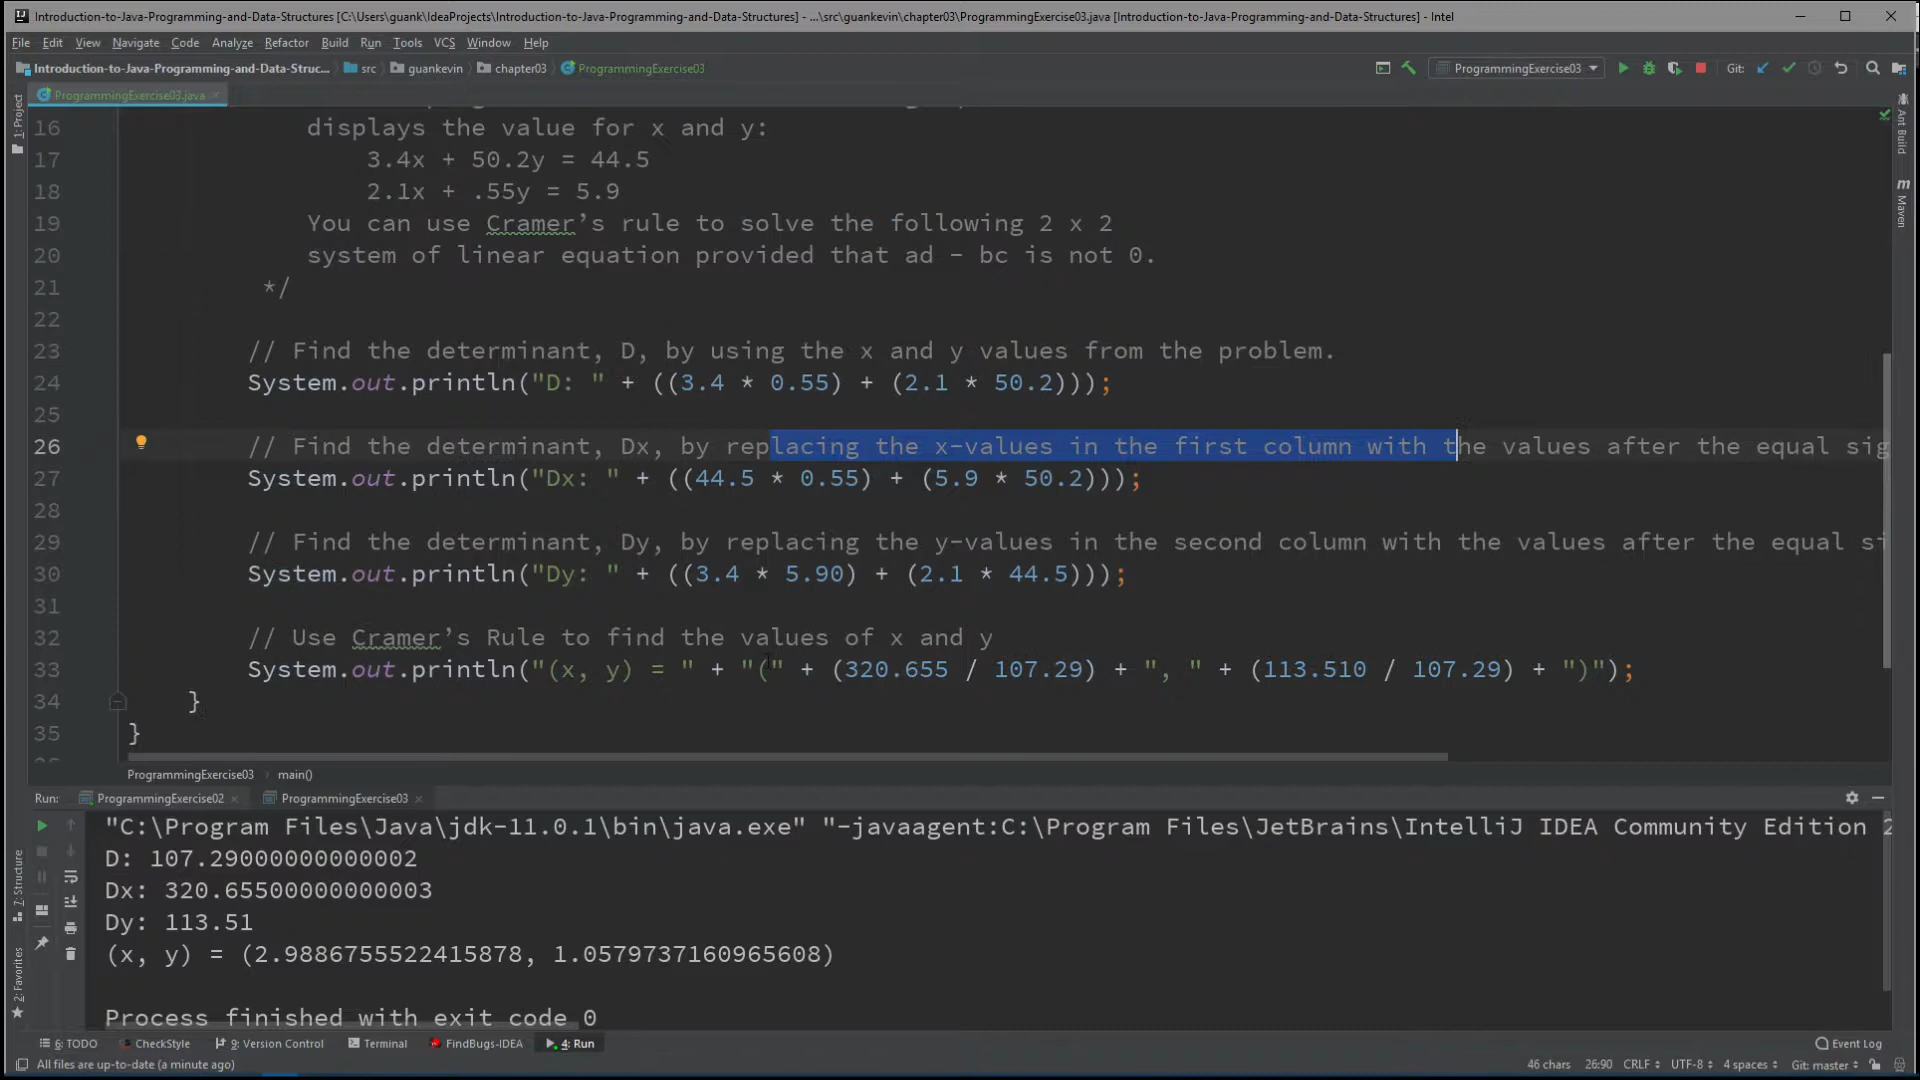 Introduction-to-Java-Programming-and-Data-Structures [C:\Users\guank\IdeaProjects\Introduction-to-Java-Programming-and-Data-Structures] - ...\src\guankevin\chapter03\ProgrammingExercise03.java [Introduction-to-Java-Programming-and-Data-Structures] - Intel
File Edit View Navigate Code Analyze Refactor Build Run Tools VCS Window Help
Introduction-to-Java-Programming-and-Data-Struc... src guankevin chapter03 ProgrammingExercise03 ProgrammingExercise03 Git:
ProgrammingExercise03.java
1: Project
Ant Build
Maven
16 displays the value for x and y:
17 3.4x + 50.2y = 44.5
18 2.1x + .55y = 5.9
19 You can use Cramer’s rule to solve the following 2 x 2
20 system of linear equation provided that ad - bc is not 0.
21 */
22
23 // Find the determinant, D, by using the x and y values from the problem.
24 System.out.println("D: " + ((3.4 * 0.55) + (2.1 * 50.2)));
25
26 // Find the determinant, Dx, by replacing the x-values in the first column with the values after the equal sig
27 System.out.println("Dx: " + ((44.5 * 0.55) + (5.9 * 50.2)));
28
29 // Find the determinant, Dy, by replacing the y-values in the second column with the values after the equal si
30 System.out.println("Dy: " + ((3.4 * 5.90) + (2.1 * 44.5)));
31
32 // Use Cramer’s Rule to find the values of x and y
33 System.out.println("(x, y) = " + "(" + (320.655 / 107.29) + ", " + (113.510 / 107.29) + ")");
34 }
35 }
ProgrammingExercise03 main()
Run: ProgrammingExercise02 ProgrammingExercise03
"C:\Program Files\Java\jdk-11.0.1\bin\java.exe" "-javaagent:C:\Program Files\JetBrains\IntelliJ IDEA Community Edition 2
D: 107.29000000000002
Dx: 320.65500000000003
Dy: 113.51
(x, y) = (2.9886755522415878, 1.0579737160965608)
Process finished with exit code 0
7: Structure
2: Favorites
6: TODO CheckStyle 9: Version Control Terminal FindBugs-IDEA 4: Run Event Log
All files are up-to-date (a minute ago) 46 chars 26:90 CRLF UTF-8 4 spaces Git: master